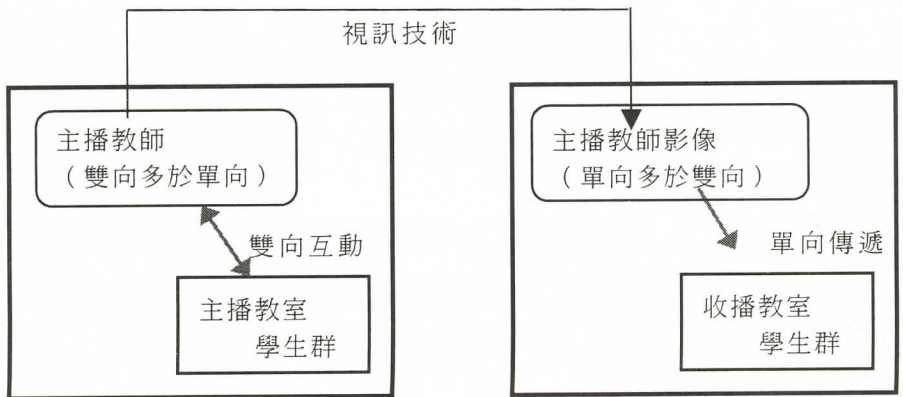 視訊技術
主播教師
（雙向多於單向）
雙向互動
主播教室
學生群
主播教師影像
（單向多於雙向）
單向傳遞
收播教室
學生群